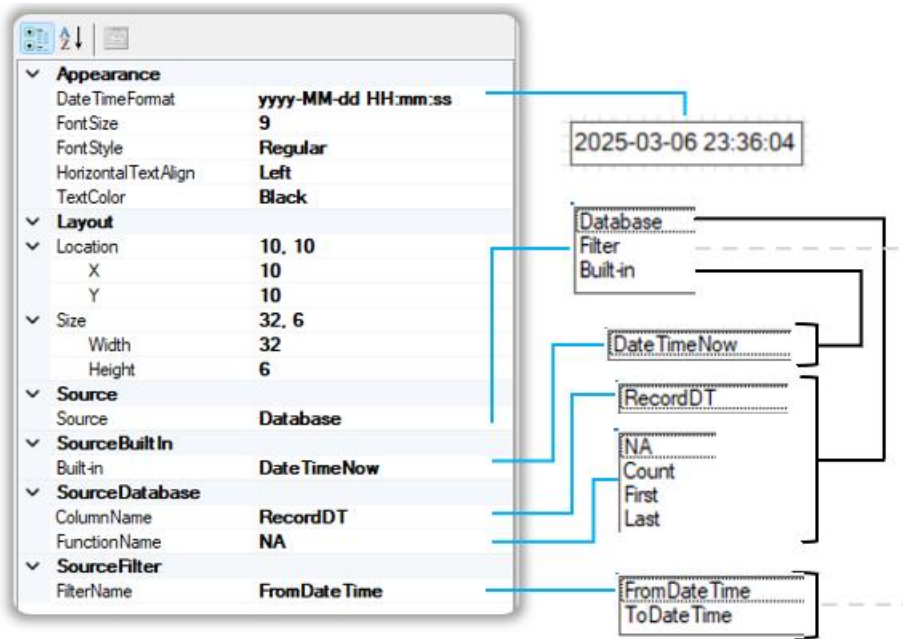 Appearance
DateTimeFormat yyyy-MM-dd HH:mm:ss
FontSize 9
FontStyle Regular
HorizontalTextAlign Left
TextColor Black
Layout
Location 10, 10
X 10
Y 10
Size 32, 6
Width 32
Height 6
Source
Source Database
SourceBuiltIn
Built-in DateTimeNow
SourceDatabase
ColumnName RecordDT
FunctionName NA
SourceFilter
FilterName FromDateTime
2025-03-06 23:36:04
Database
Filter
Built-in
DateTimeNow
RecordDT
NA
Count
First
Last
FromDateTime
ToDateTime